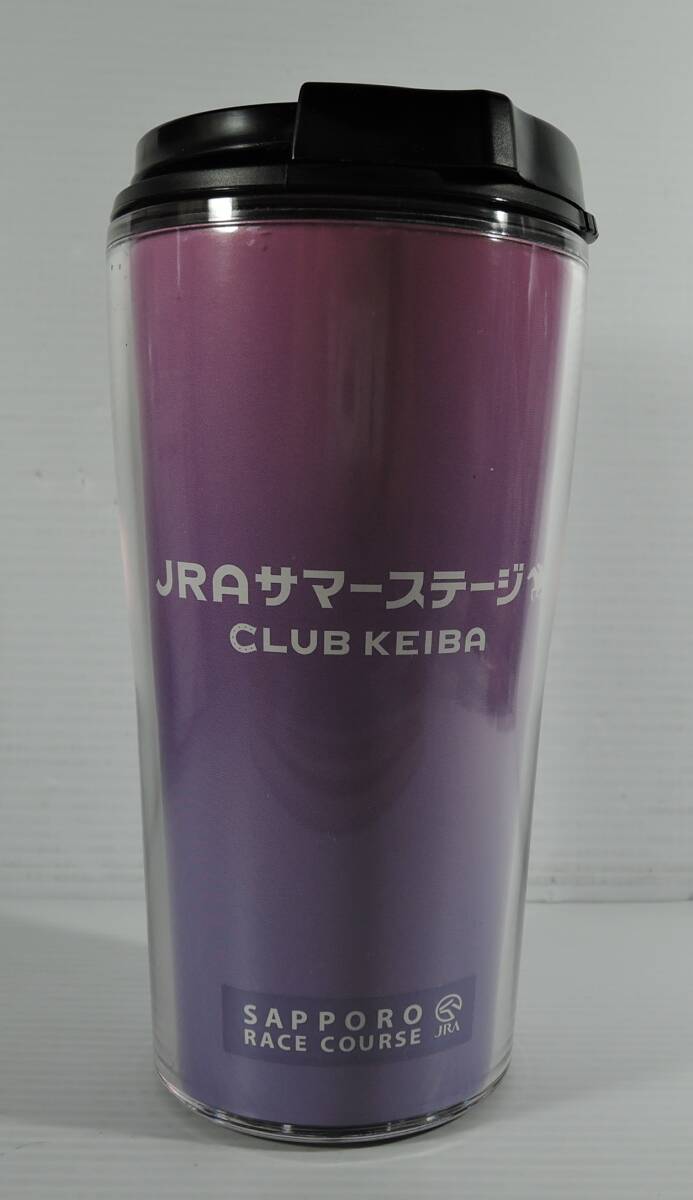 JRAサマーステージ
CLUB KEIBA
SAPPORO
RACE COURSE
JRA